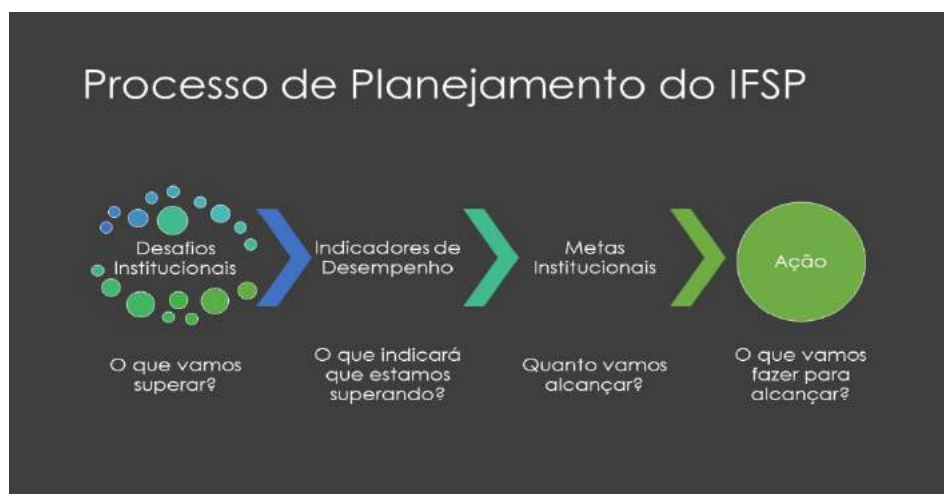 Processo de Planejamento do IFSP
Desafios
Institucionais
Indicadores de
Desempenho
Metas
Institucionais
Ação
O que vamos
superar?
O que indicará
que estamos
superando?
Quanto vamos
alcançar?
O que vamos
fazer para
alcançar?